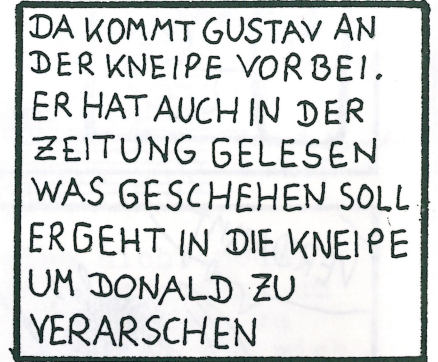 DA KOMMT GUSTAV AN
DER KNEIPE VORBEI.
ER HAT AUCH IN DER
ZEITUNG GELESEN
WAS GESCHEHEN SOLL
ER GEHT IN DIE KNEIPE
UM DONALD ZU
VERARSCHEN